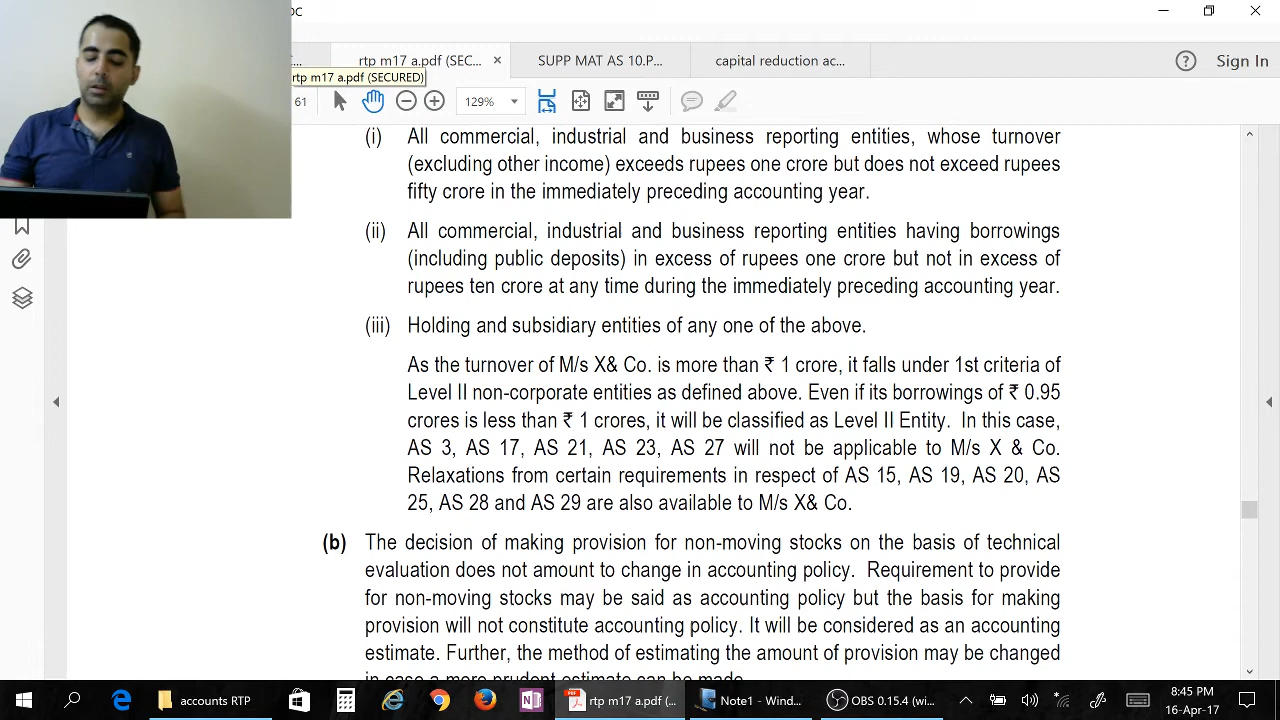 oc
rtp m17 a.pdf (SEC... ×
SUPP MAT AS 10.P...
capital reduction ac...
Sign In
rtp m17 a.pdf (SECURED)
61
129%
(i) All commercial, industrial and business reporting entities, whose turnover
(excluding other income) exceeds rupees one crore but does not exceed rupees
fifty crore in the immediately preceding accounting year.
(ii) All commercial, industrial and business reporting entities having borrowings
(including public deposits) in excess of rupees one crore but not in excess of
rupees ten crore at any time during the immediately preceding accounting year.
(iii) Holding and subsidiary entities of any one of the above.
As the turnover of M/s X& Co. is more than ₹ 1 crore, it falls under 1st criteria of
Level II non-corporate entities as defined above. Even if its borrowings of ₹ 0.95
crores is less than ₹ 1 crores, it will be classified as Level II Entity. In this case,
AS 3, AS 17, AS 21, AS 23, AS 27 will not be applicable to M/s X & Co.
Relaxations from certain requirements in respect of AS 15, AS 19, AS 20, AS
25, AS 28 and AS 29 are also available to M/s X& Co.
(b) The decision of making provision for non-moving stocks on the basis of technical
evaluation does not amount to change in accounting policy. Requirement to provide
for non-moving stocks may be said as accounting policy but the basis for making
provision will not constitute accounting policy. It will be considered as an accounting
estimate. Further, the method of estimating the amount of provision may be changed
in case a more prudent estimate can be made.
accounts RTP
rtp m17 a.pdf (...
Note1 - Wind...
OBS 0.15.4 (wi...
8:45 PM
16-Apr-17